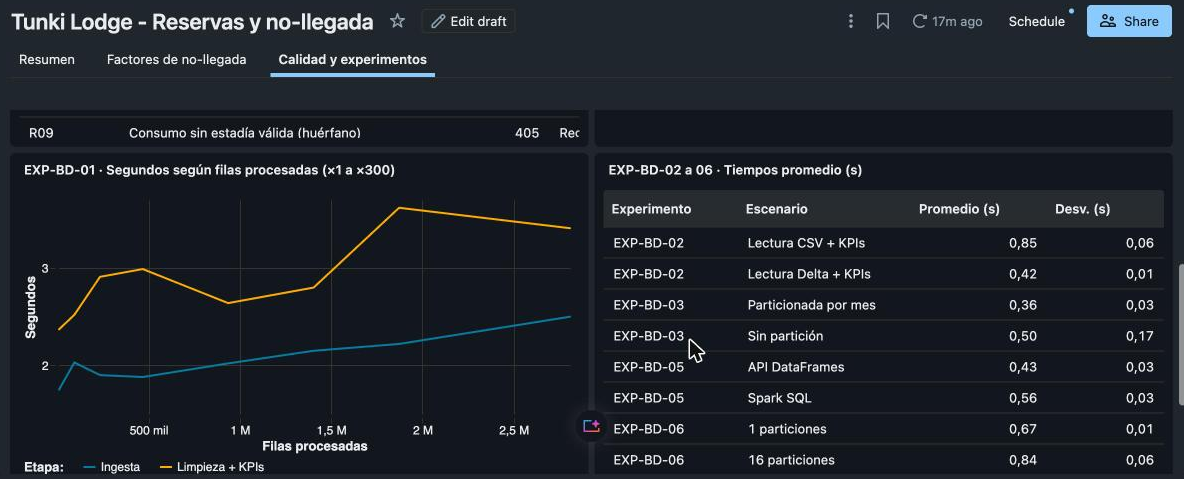 Tunki Lodge - Reservas y no-llegada
Edit draft
17m ago
Schedule
Share
Resumen
Factores de no-llegada
Calidad y experimentos
R09 Consumo sin estadía válida (huérfano) 405
EXP-BD-01 · Segundos según filas procesadas (×1 a ×300)
3
2
Segundos
500 mil
1 M
1,5 M
2 M
2,5 M
Filas procesadas
Etapa: Ingesta Limpieza + KPIs
EXP-BD-02 a 06 · Tiempos promedio (s)
Experimento Escenario Promedio (s) Desv. (s)
EXP-BD-02 Lectura CSV + KPIs 0,85 0,06
EXP-BD-02 Lectura Delta + KPIs 0,42 0,01
EXP-BD-03 Particionada por mes 0,36 0,03
EXP-BD-03 Sin partición 0,50 0,17
EXP-BD-05 API DataFrames 0,43 0,03
EXP-BD-05 Spark SQL 0,56 0,03
EXP-BD-06 1 particiones 0,67 0,01
EXP-BD-06 16 particiones 0,84 0,06